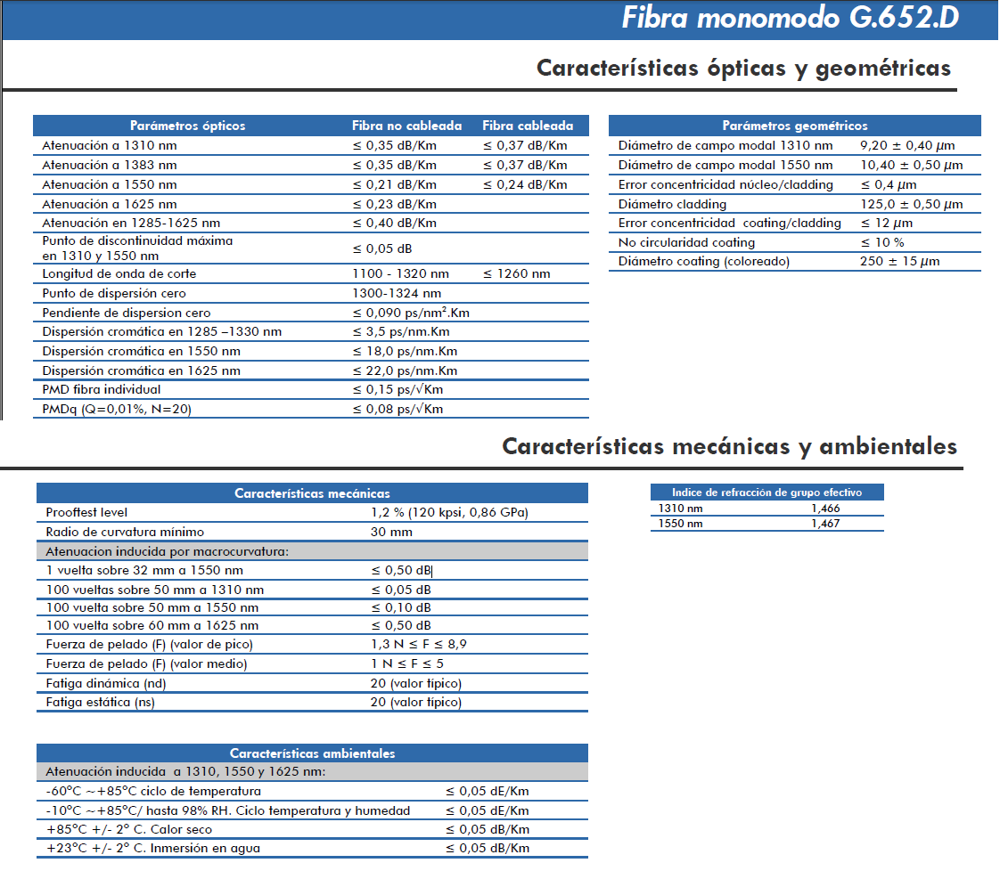 Fibra monomodo G.652.D
Características ópticas y geométricas
Parámetros ópticos Fibra no cableada Fibra cableada
Atenuación a 1310 nm ≤ 0,35 dB/Km ≤ 0,37 dB/Km
Atenuación a 1383 nm ≤ 0,35 dB/Km ≤ 0,37 dB/Km
Atenuación a 1550 nm ≤ 0,21 dB/Km ≤ 0,24 dB/Km
Atenuación a 1625 nm ≤ 0,23 dB/Km
Atenuación en 1285-1625 nm ≤ 0,40 dB/Km
Punto de discontinuidad máxima
en 1310 y 1550 nm ≤ 0,05 dB
Longitud de onda de corte 1100 - 1320 nm ≤ 1260 nm
Punto de dispersión cero 1300-1324 nm
Pendiente de dispersion cero ≤ 0,090 ps/nm².Km
Dispersión cromática en 1285 –1330 nm ≤ 3,5 ps/nm.Km
Dispersión cromática en 1550 nm ≤ 18,0 ps/nm.Km
Dispersión cromática en 1625 nm ≤ 22,0 ps/nm.Km
PMD fibra individual ≤ 0,15 ps/√Km
PMDq (Q=0,01%, N=20) ≤ 0,08 ps/√Km
Parámetros geométricos
Diámetro de campo modal 1310 nm 9,20 ± 0,40 µm
Diámetro de campo modal 1550 nm 10,40 ± 0,50 µm
Error concentricidad núcleo/cladding ≤ 0,4 µm
Diámetro cladding 125,0 ± 0,50 µm
Error concentricidad coating/cladding ≤ 12 µm
No circularidad coating ≤ 10 %
Diámetro coating (coloreado) 250 ± 15 µm
Características mecánicas y ambientales
Características mecánicas
Prooftest level 1,2 % (120 kpsi, 0,86 GPa)
Radio de curvatura mínimo 30 mm
Atenuacion inducida por macrocurvatura:
1 vuelta sobre 32 mm a 1550 nm ≤ 0,50 dB
100 vueltas sobre 50 mm a 1310 nm ≤ 0,05 dB
100 vuelta sobre 50 mm a 1550 nm ≤ 0,10 dB
100 vuelta sobre 60 mm a 1625 nm ≤ 0,50 dB
Fuerza de pelado (F) (valor de pico) 1,3 N ≤ F ≤ 8,9
Fuerza de pelado (F) (valor medio) 1 N ≤ F ≤ 5
Fatiga dinámica (nd) 20 (valor típico)
Fatiga estática (ns) 20 (valor típico)
Indice de refracción de grupo efectivo
1310 nm 1,466
1550 nm 1,467
Características ambientales
Atenuación inducida a 1310, 1550 y 1625 nm:
-60ºC ~+85ºC ciclo de temperatura ≤ 0,05 dE/Km
-10ºC ~+85ºC/ hasta 98% RH. Ciclo temperatura y humedad ≤ 0,05 dE/Km
+85ºC +/- 2º C. Calor seco ≤ 0,05 dB/Km
+23ºC +/- 2º C. Inmersión en agua ≤ 0,05 dB/Km